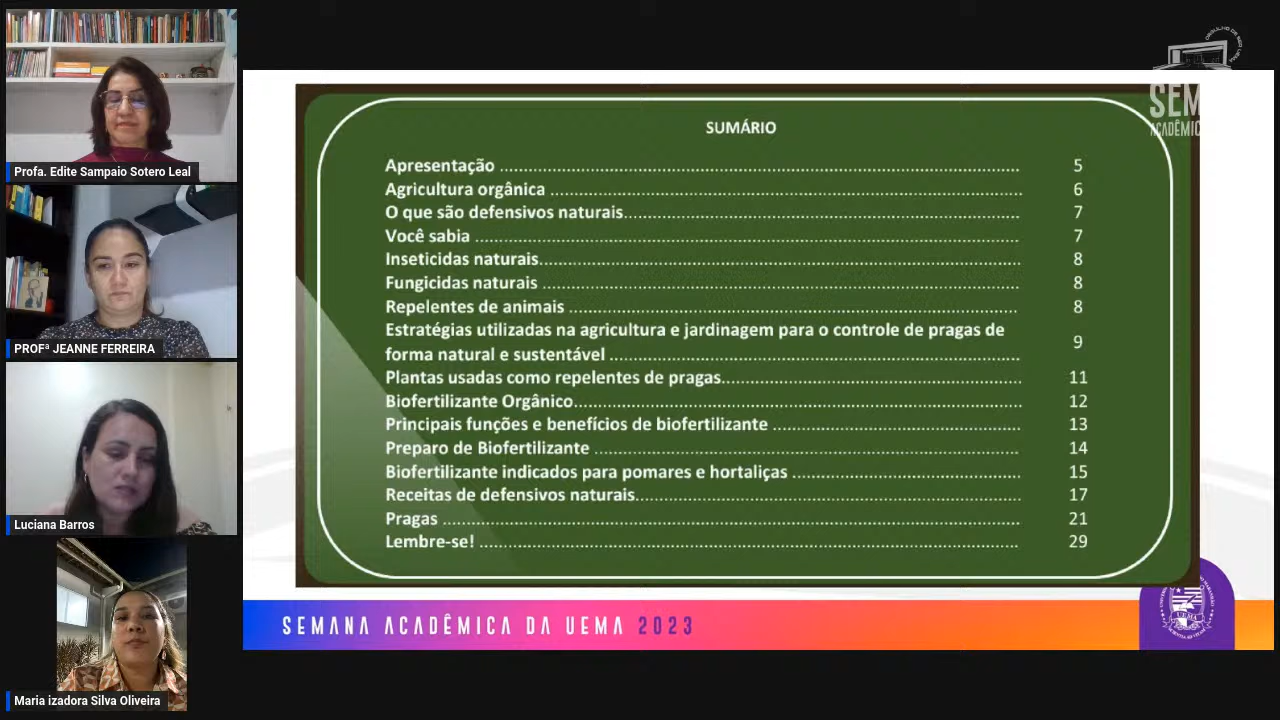 Profa. Edite Sampaio Sotero Leal
PROFª JEANNE FERREIRA
Luciana Barros
Maria izadora Silva Oliveira
SEM
ACADÊMIC
SUMÁRIO
Apresentação ........ 5
Agricultura orgânica ........ 6
O que são defensivos naturais........ 7
Você sabia ........ 7
Inseticidas naturais........ 8
Fungicidas naturais ........ 8
Repelentes de animais ........ 8
Estratégias utilizadas na agricultura e jardinagem para o controle de pragas de
forma natural e sustentável ........ 9
Plantas usadas como repelentes de pragas........ 11
Biofertilizante Orgânico........ 12
Principais funções e benefícios de biofertilizante ........ 13
Preparo de Biofertilizante ........ 14
Biofertilizante indicados para pomares e hortaliças ........ 15
Receitas de defensivos naturais........ 17
Pragas ........ 21
Lembre-se! ........ 29
SEMANA ACADÊMICA DA UEMA 2023
UEMA